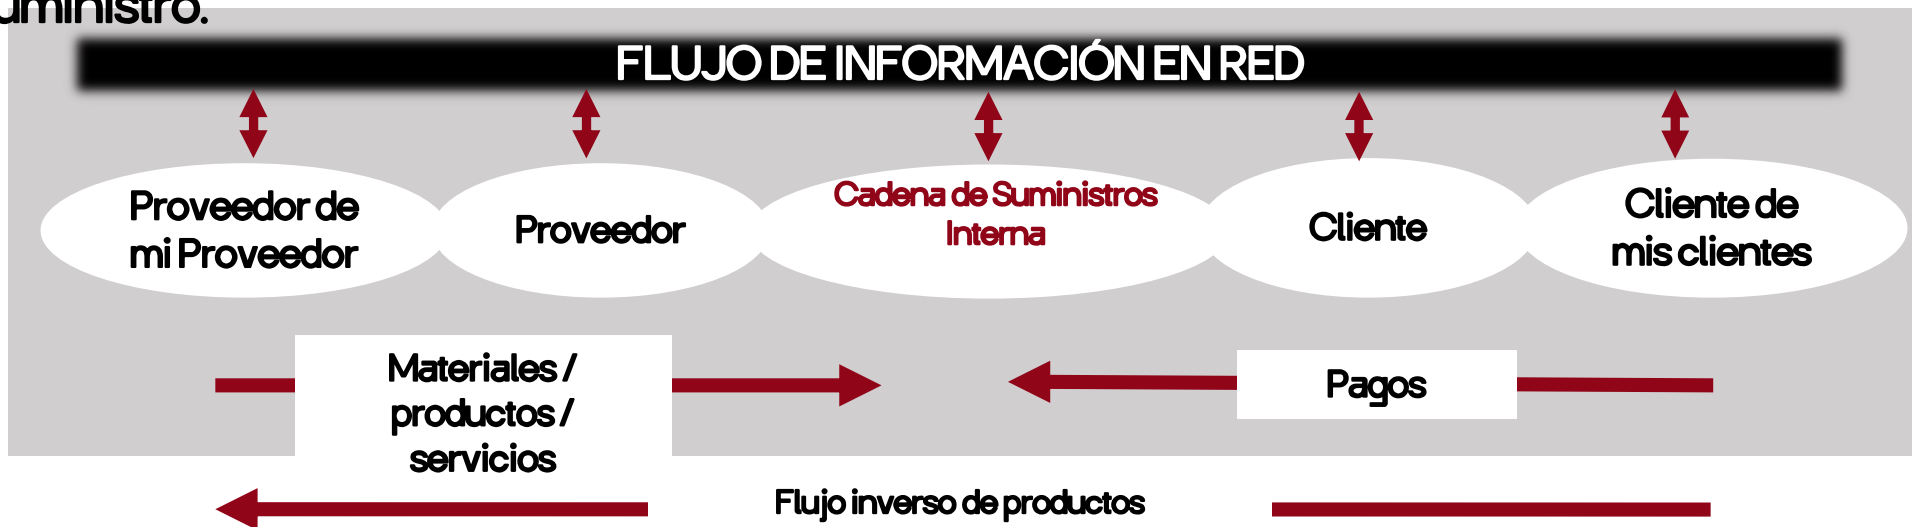 suministro.
FLUJO DE INFORMACIÓN EN RED
Proveedor de
mi Proveedor
Proveedor
Cadena de Suministros
Interna
Cliente
Cliente de
mis clientes
Materiales /
productos /
servicios
Pagos
Flujo inverso de productos